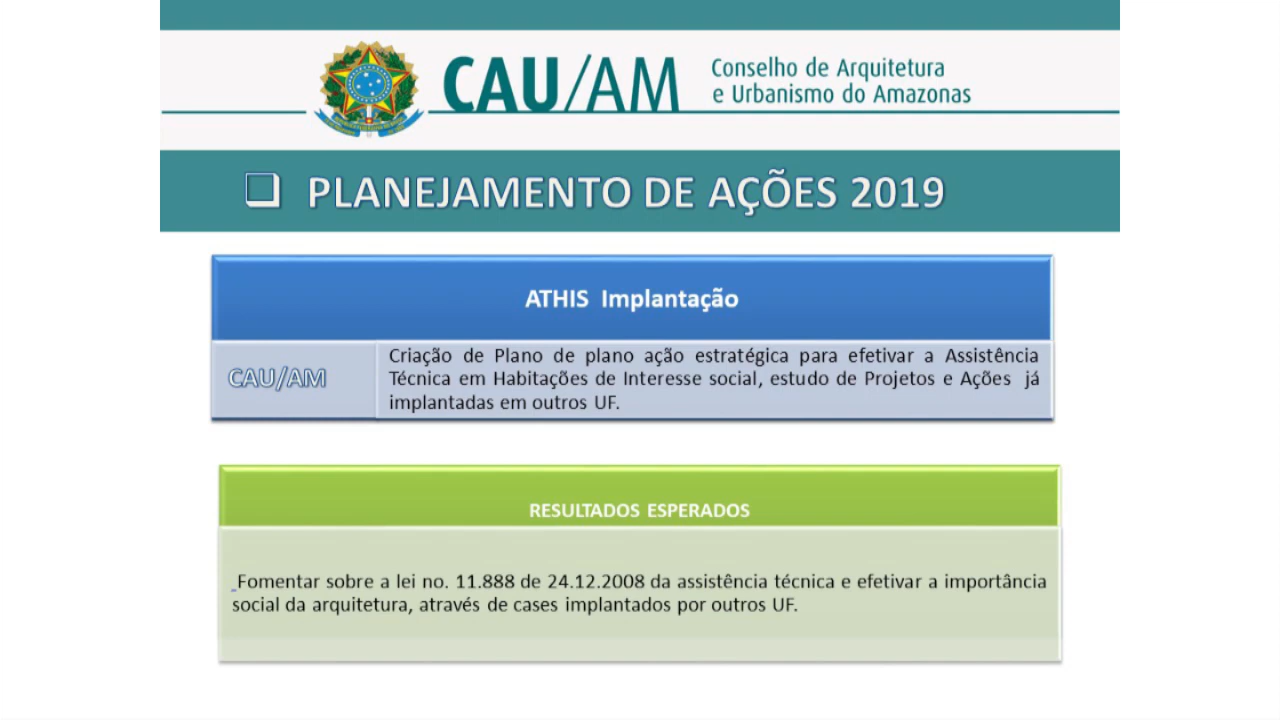 CAU/AM
Conselho de Arquitetura
e Urbanismo do Amazonas
PLANEJAMENTO DE AÇÕES 2019
ATHIS Implantação
CAU/AM
Criação de Plano de plano ação estratégica para efetivar a Assistência
Técnica em Habitações de Interesse social, estudo de Projetos e Ações já
implantadas em outros UF.
RESULTADOS ESPERADOS
Fomentar sobre a lei no. 11.888 de 24.12.2008 da assistência técnica e efetivar a importância
social da arquitetura, através de cases implantados por outros UF.